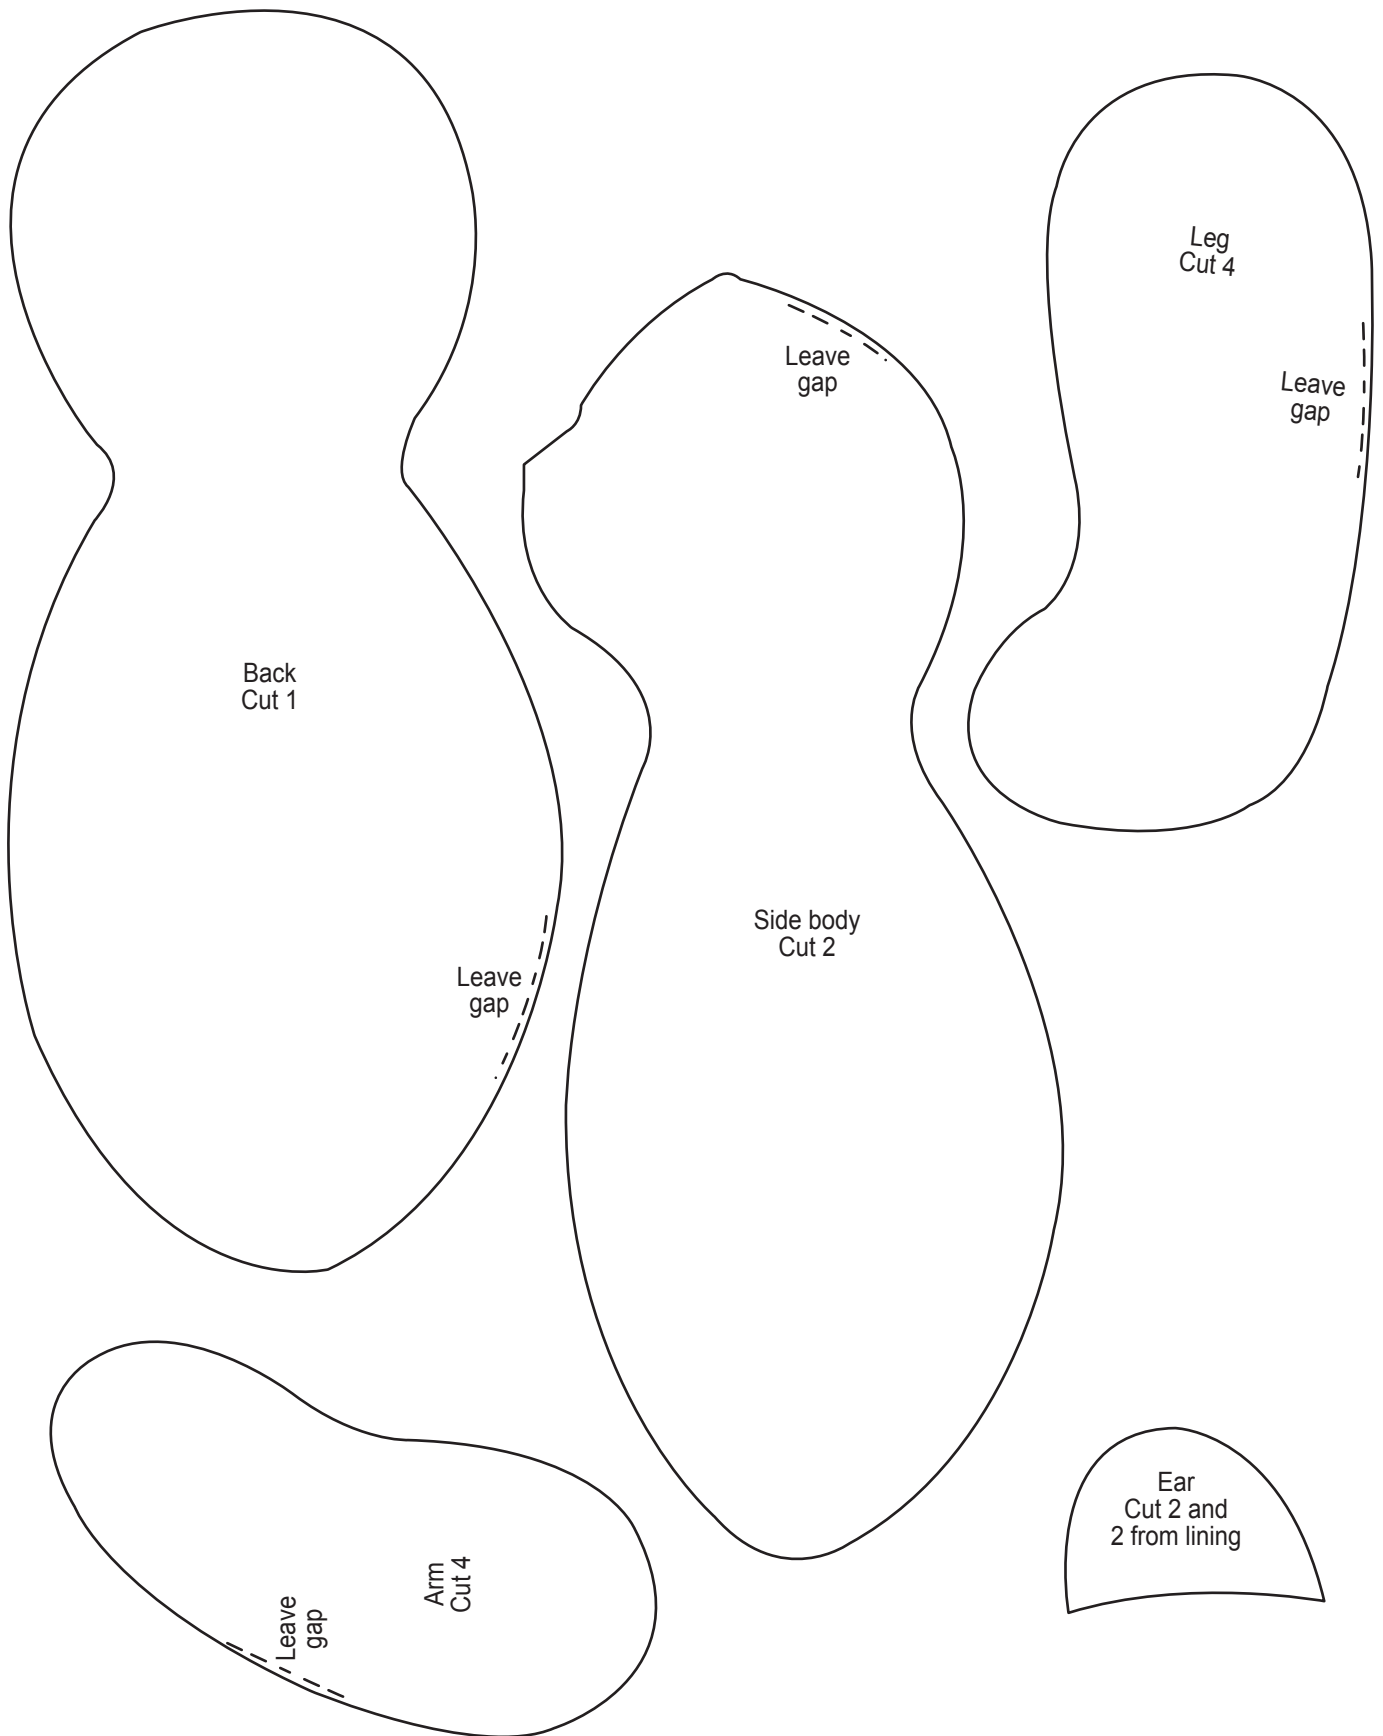 Leg
Cut 4
Leave
gap
Leave
gap
Back
Cut 1
Side body
Cut 2
Leave
gap
Ear
Cut 2 and
2 from lining
Arm
Cut 4
Leave
gap